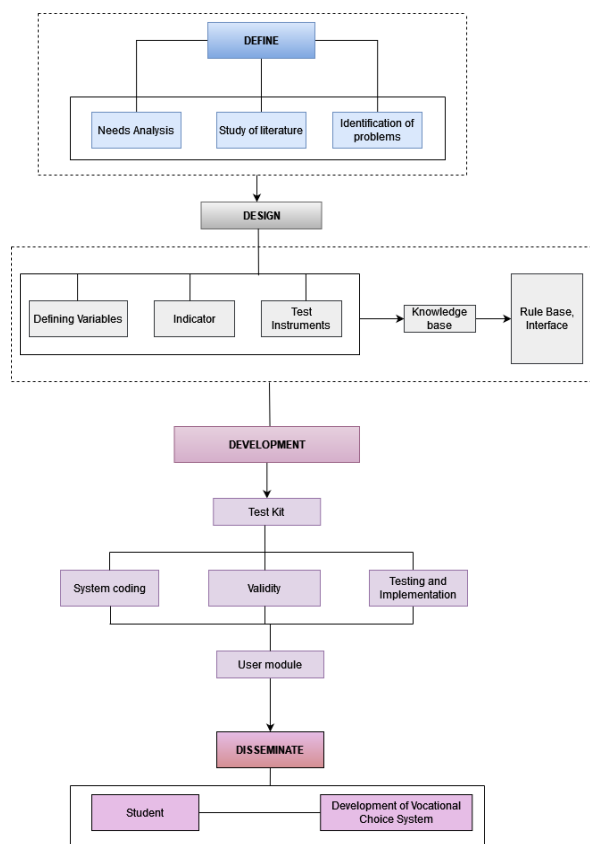 DEFINE
Needs Analysis
Study of literature
Identification of
problems
DESIGN
Defining Variables
Indicator
Test
Instruments
Knowledge
base
Rule Base,
Interface
DEVELOPMENT
Test Kit
System coding
Validity
Testing and
Implementation
User module
DISSEMINATE
Student
Development of Vocational
Choice System